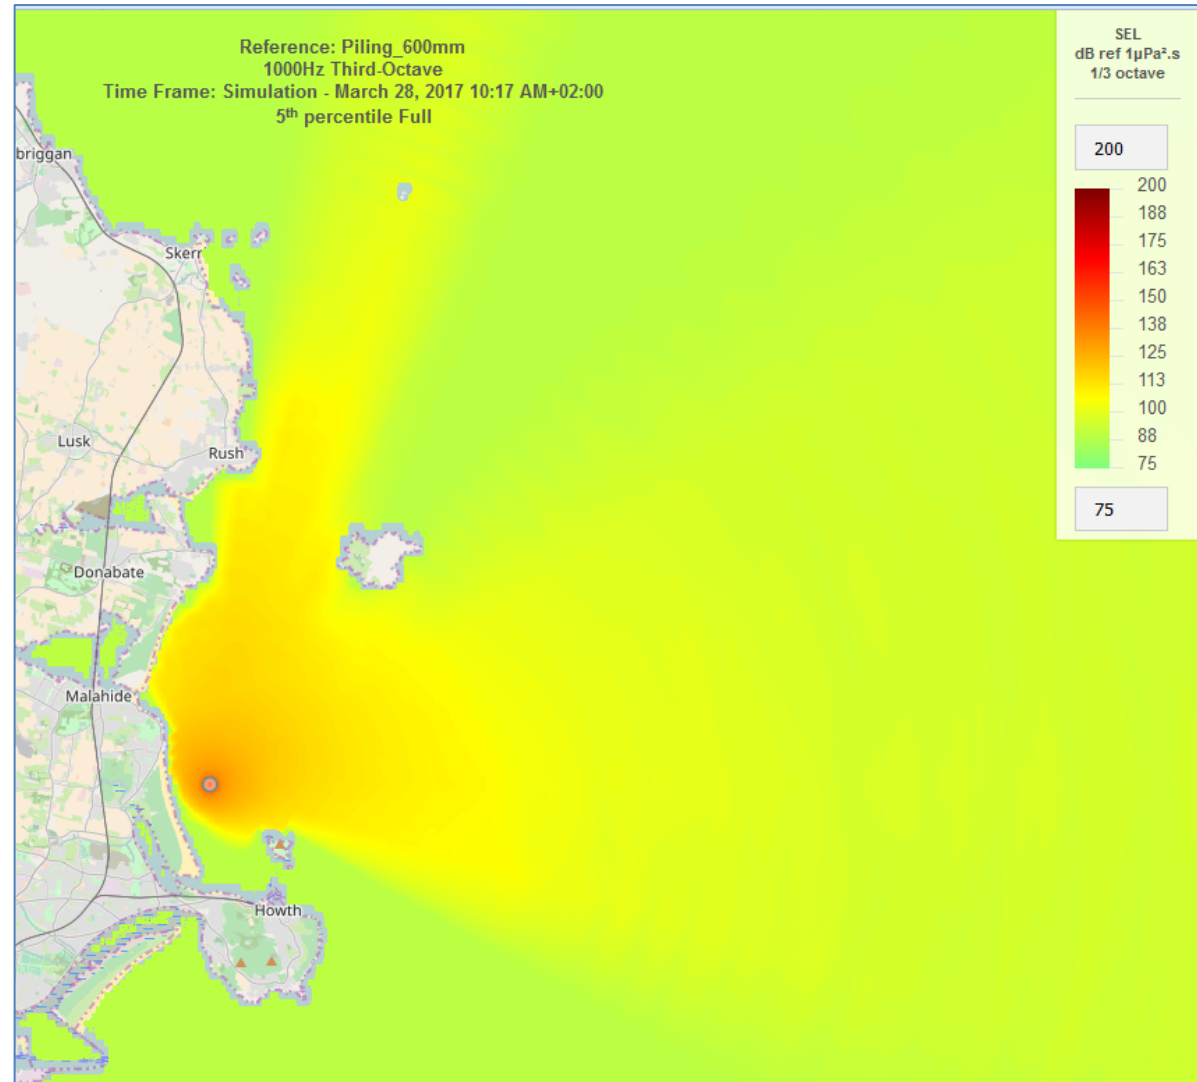 Reference: Piling_600mm
1000Hz Third-Octave
Time Frame: Simulation - March 28, 2017 10:17 AM+02:00
5th percentile Full
SEL
dB ref 1µPa².s
1/3 octave
200
200
188
175
163
150
138
125
113
100
88
75
75
briggan
Skerr
Lusk
Rush
Donabate
Malahide
Howth